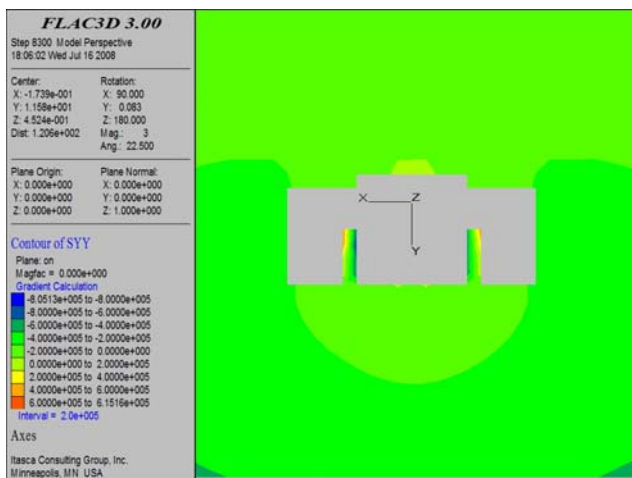 FLAC3D 3.00
Step 8300 Model Perspective
18:06:02 Wed Jul 16 2008
Center: Rotation:
X: -1.739e-001 X: 90.000
Y: 1.158e+001 Y: 0.083
Z: 4.524e-001 Z: 180.000
Dist: 1.206e+002 Mag.: 3
Ang.: 22.500
Plane Origin: Plane Normal:
X: 0.000e+000 X: 0.000e+000
Y: 0.000e+000 Y: 0.000e+000
Z: 0.000e+000 Z: 1.000e+000
Contour of SYY
Plane: on
Magfac = 0.000e+000
Gradient Calculation
-8.0513e+005 to -8.0000e+005
-8.0000e+005 to -6.0000e+005
-6.0000e+005 to -4.0000e+005
-4.0000e+005 to -2.0000e+005
-2.0000e+005 to 0.0000e+000
0.0000e+000 to 2.0000e+005
2.0000e+005 to 4.0000e+005
4.0000e+005 to 6.0000e+005
6.0000e+005 to 6.1516e+005
Interval = 2.0e+005
Axes
Itasca Consulting Group, Inc.
Minneapolis, MN USA
X Z
Y